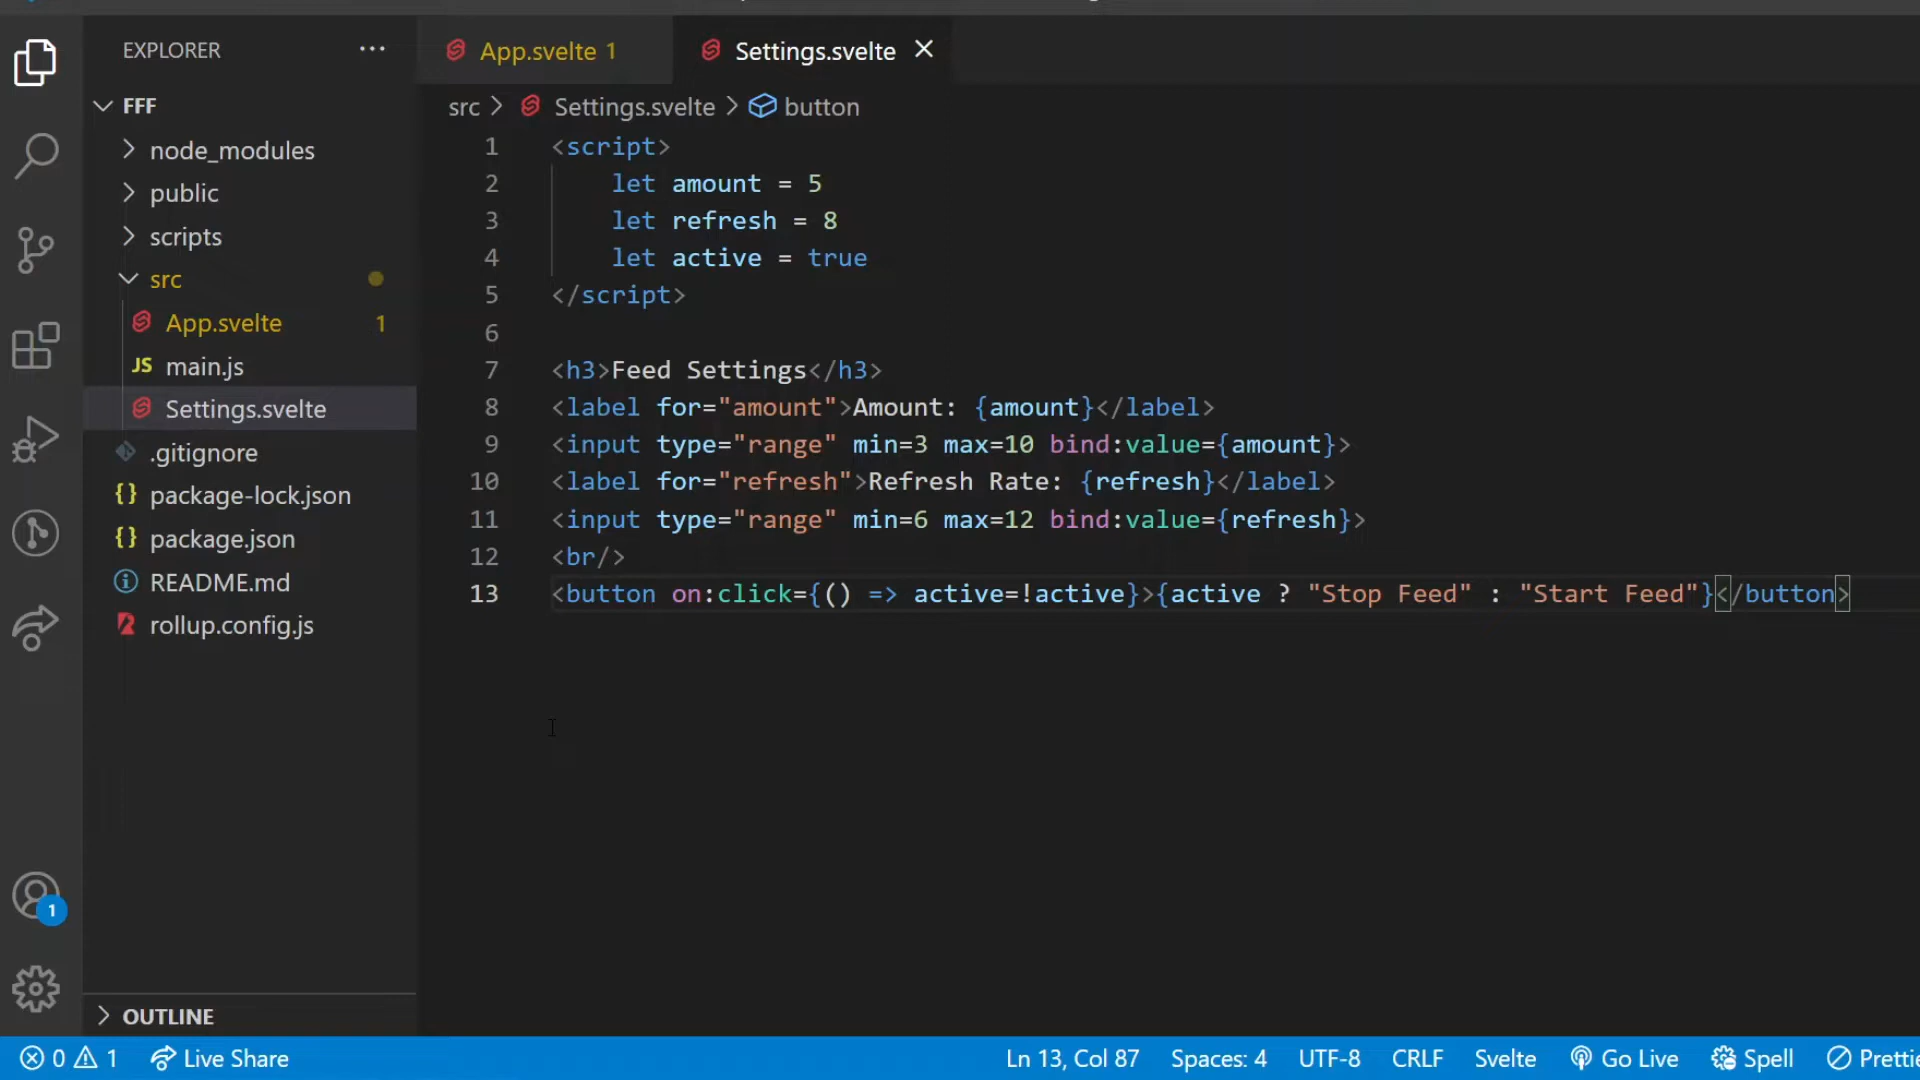 EXPLORER ···
App.svelte 1
Settings.svelte
FFF
src > Settings.svelte > button
node_modules
public
scripts
src
App.svelte 1
JS main.js
Settings.svelte
.gitignore
{} package-lock.json
{} package.json
README.md
rollup.config.js
1 <script>
2 let amount = 5
3 let refresh = 8
4 let active = true
5 </script>
6
7 <h3>Feed Settings</h3>
8 <label for="amount">Amount: {amount}</label>
9 <input type="range" min=3 max=10 bind:value={amount}>
10 <label for="refresh">Refresh Rate: {refresh}</label>
11 <input type="range" min=6 max=12 bind:value={refresh}>
12 <br/>
13 <button on:click={() => active=!active}>{active ? "Stop Feed" : "Start Feed"}</button>
1
OUTLINE
0 1 Live Share Ln 13, Col 87 Spaces: 4 UTF-8 CRLF Svelte Go Live Spell Prettie